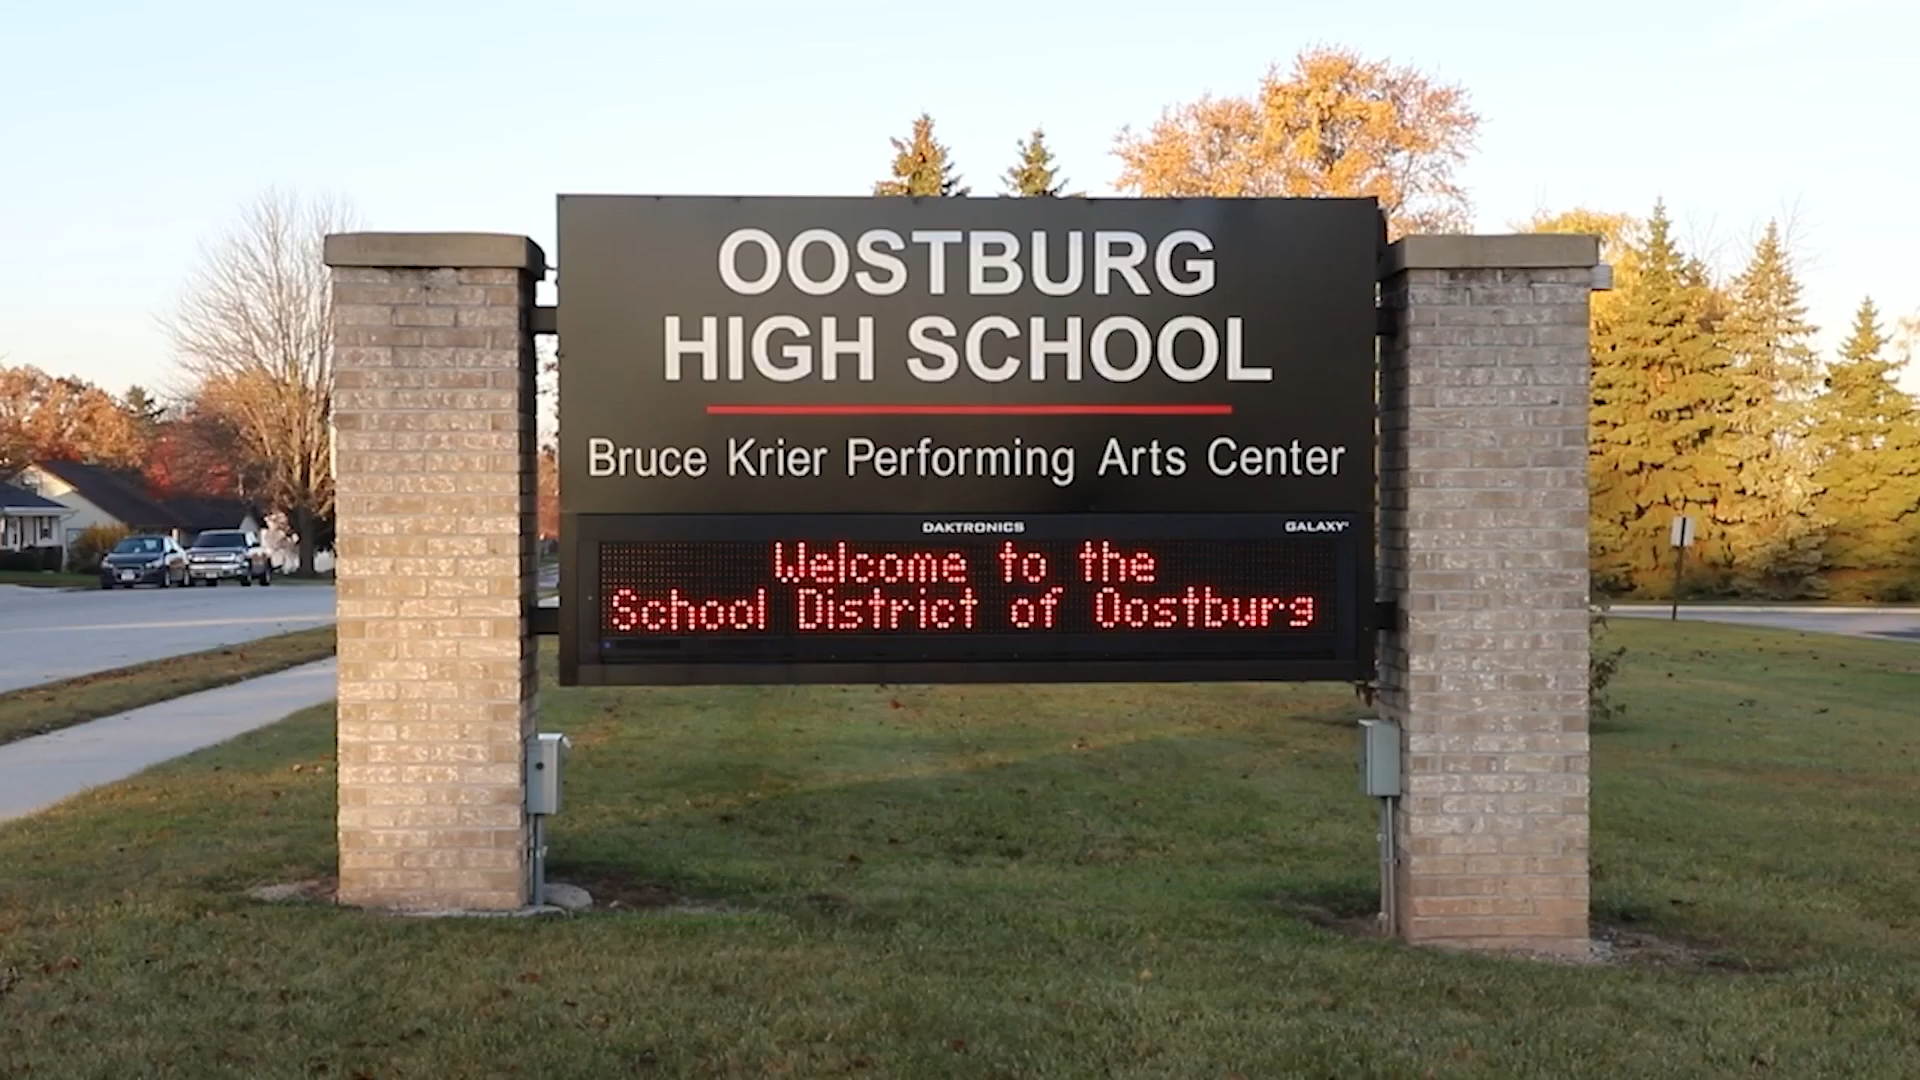 OOSTBURG
HIGH SCHOOL
Bruce Krier Performing Arts Center
DAKTRONICS GALAXY
Welcome to the
School District of Oostburg